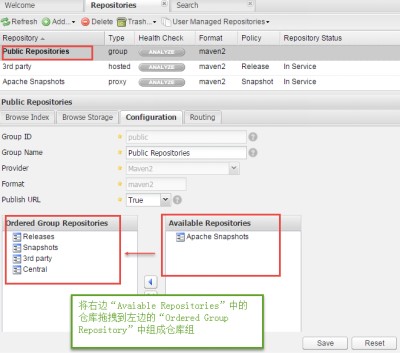 Welcome Repositories Search
Refresh Add... Delete Trash... User Managed Repositories
Repository Type Health Check Format Policy Repository Status
Public Repositories group ANALYZE maven2
3rd party hosted ANALYZE maven2 Release In Service
Apache Snapshots proxy ANALYZE maven2 Snapshot In Service
Public Repositories
Browse Index Browse Storage Configuration Routing
Group ID public
Group Name Public Repositories
Provider Maven2
Format maven2
Publish URL True
Ordered Group Repositories Available Repositories
Releases Apache Snapshots
Snapshots
3rd party
Central
将右边“Avaiable Repositories”中的
仓库拖拽到左边的“Ordered Group
Repository”中组成仓库组
Save Reset